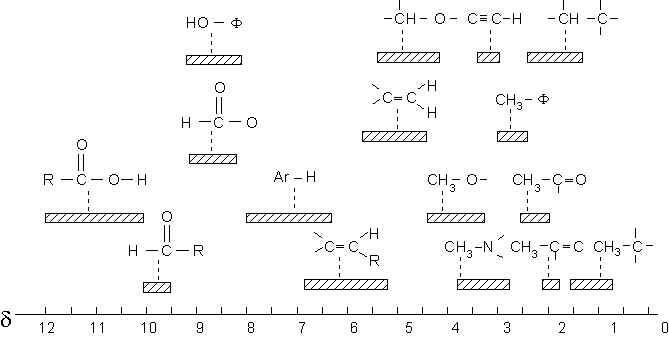 HO – Φ
–CH – O – C≡C–H
–CH –C–
O
H – C – O
C=C H H
CH3 – Φ
O
R – C – O – H
Ar – H
CH3 – O –
CH3 – C = O
O
H – C – R
C=C H R
CH3 – N
CH3 – C = C
CH3 – C –
δ 12 11 10 9 8 7 6 5 4 3 2 1 0